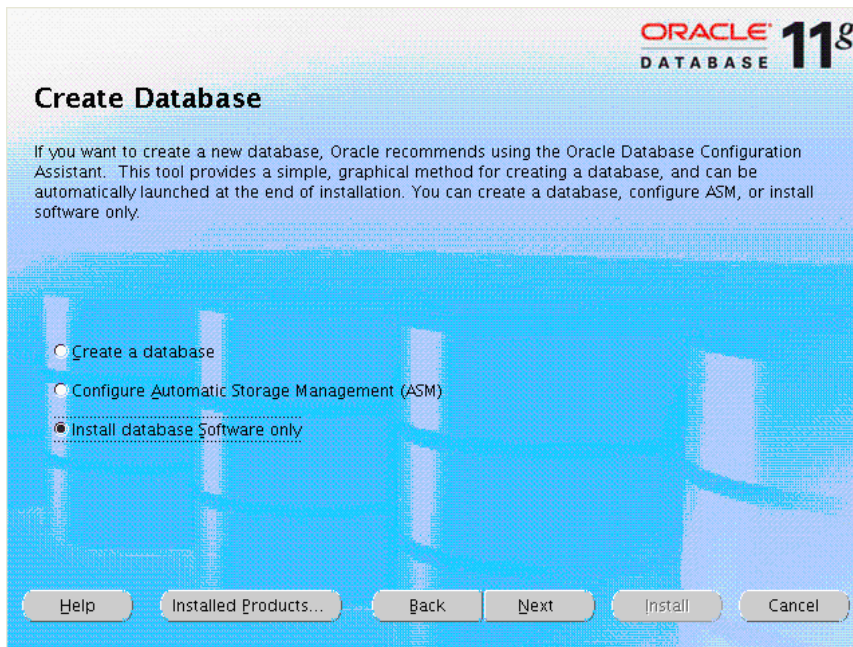 ORACLE
DATABASE 11g
Create Database
If you want to create a new database, Oracle recommends using the Oracle Database Configuration
Assistant. This tool provides a simple, graphical method for creating a database, and can be
automatically launched at the end of installation. You can create a database, configure ASM, or install
software only.
Create a database
Configure Automatic Storage Management (ASM)
Install database Software only
Help Installed Products... Back Next Install Cancel